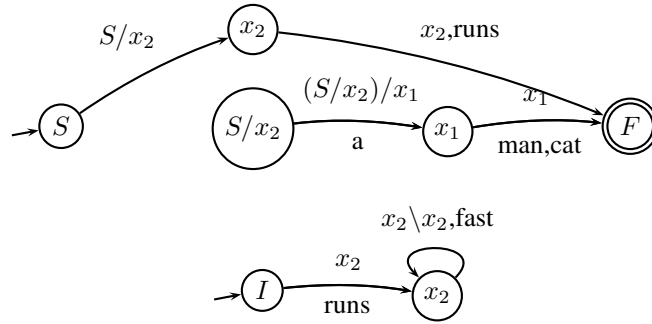 S/x₂
x₂
x₂,runs
S
S/x₂
(S/x₂)/x₁
a
x₁
x₁
man,cat
F
x₂\x₂,fast
I
x₂
runs
x₂